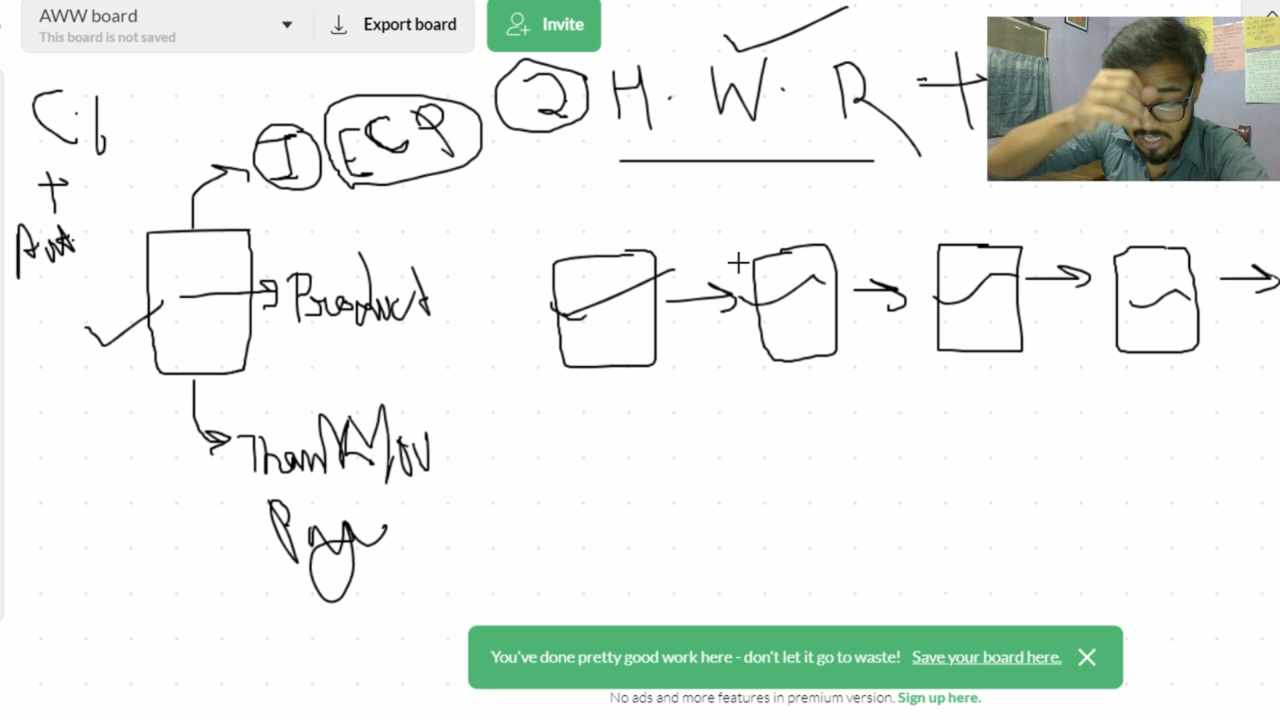 AWW board
This board is not saved
Export board
Invite
I ECP
2 H. W. R +
+
Product
Thank You
You've done pretty good work here - don't let it go to waste! Save your board here.
No ads and more features in premium version. Sign up here.